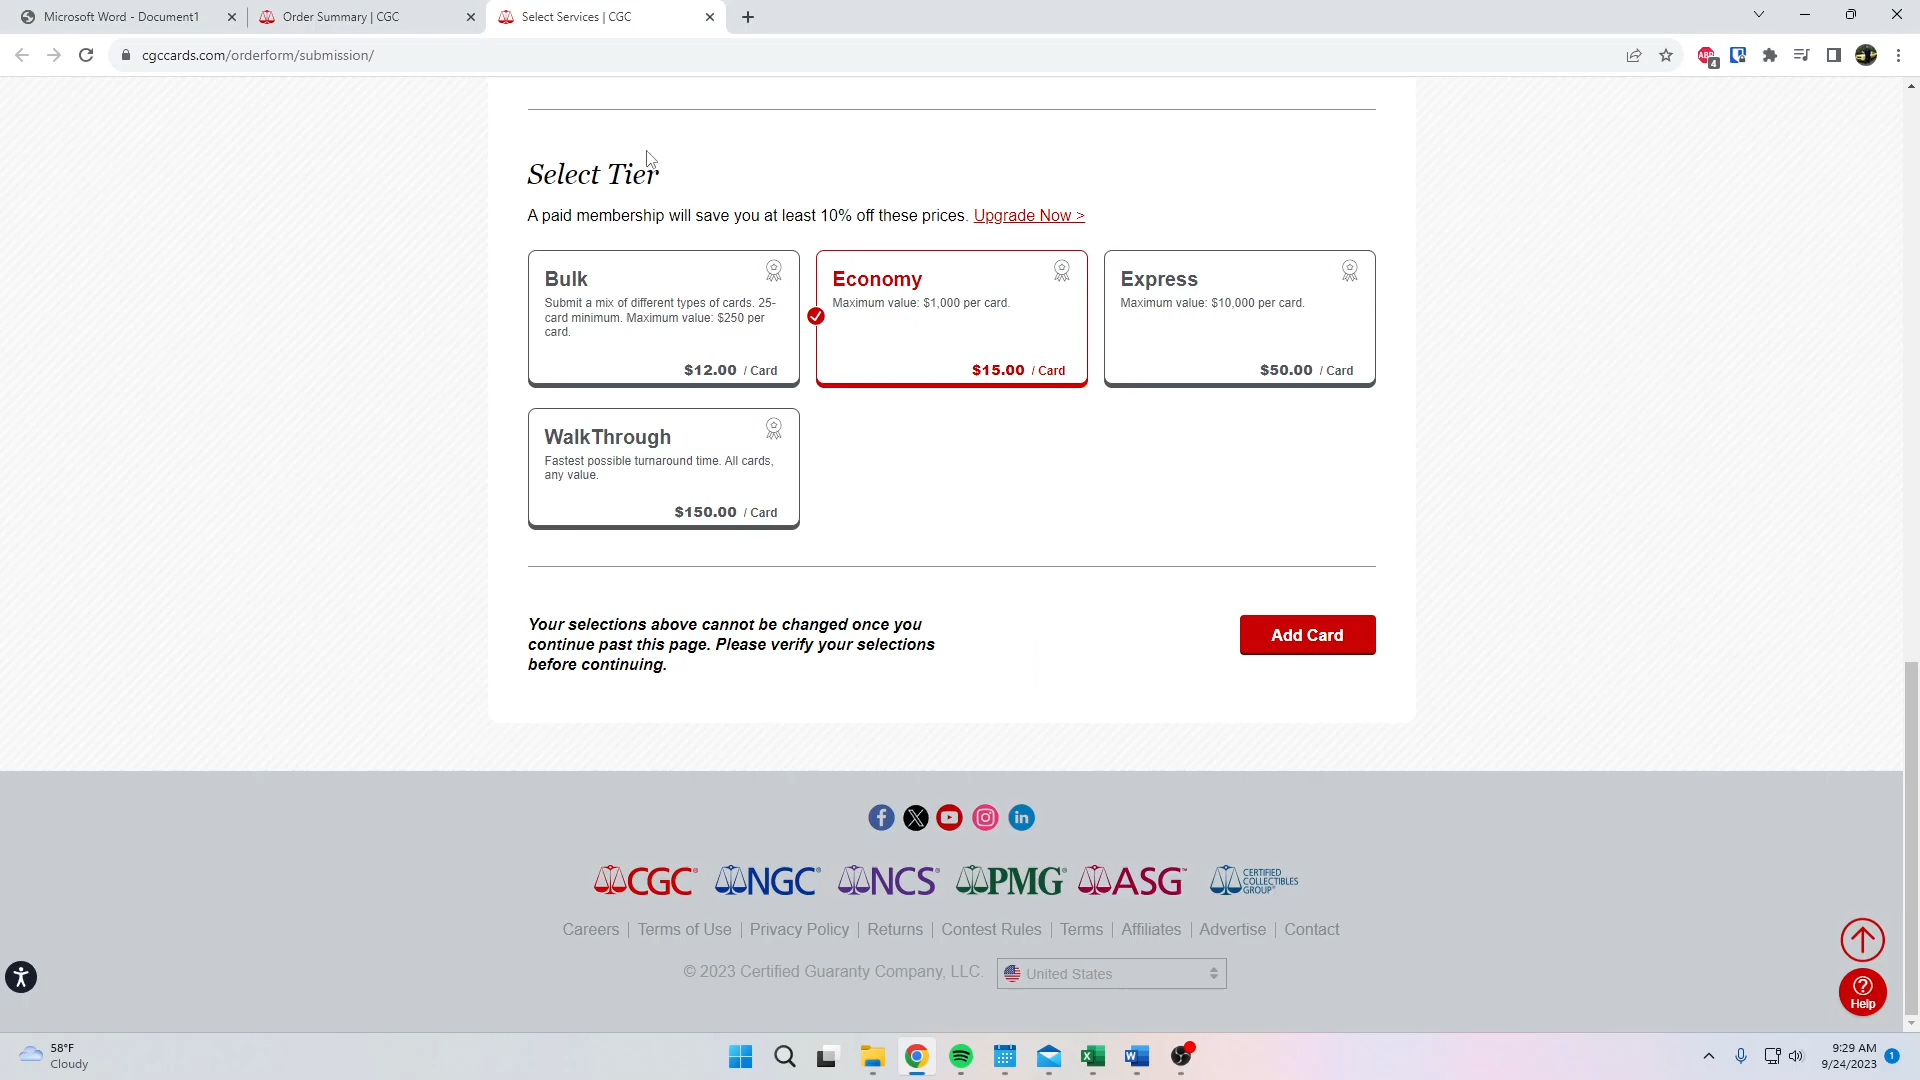 Microsoft Word - Document1
Order Summary | CGC
Select Services | CGC
cgccards.com/orderform/submission/
ABP
4
Select Tier
A paid membership will save you at least 10% off these prices. Upgrade Now >
Bulk
Submit a mix of different types of cards. 25-
card minimum. Maximum value: $250 per
card.
$12.00 / Card
Economy
Maximum value: $1,000 per card.
$15.00 / Card
Express
Maximum value: $10,000 per card.
$50.00 / Card
WalkThrough
Fastest possible turnaround time. All cards,
any value.
$150.00 / Card
Your selections above cannot be changed once you
continue past this page. Please verify your selections
before continuing.
Add Card
CGC® NGC® NCS® PMG® ASG™ CERTIFIED
COLLECTIBLES
GROUP®
Careers | Terms of Use | Privacy Policy | Returns | Contest Rules | Terms | Affiliates | Advertise | Contact
© 2023 Certified Guaranty Company, LLC. United States
Help
58°F
Cloudy
9:29 AM
9/24/2023
1